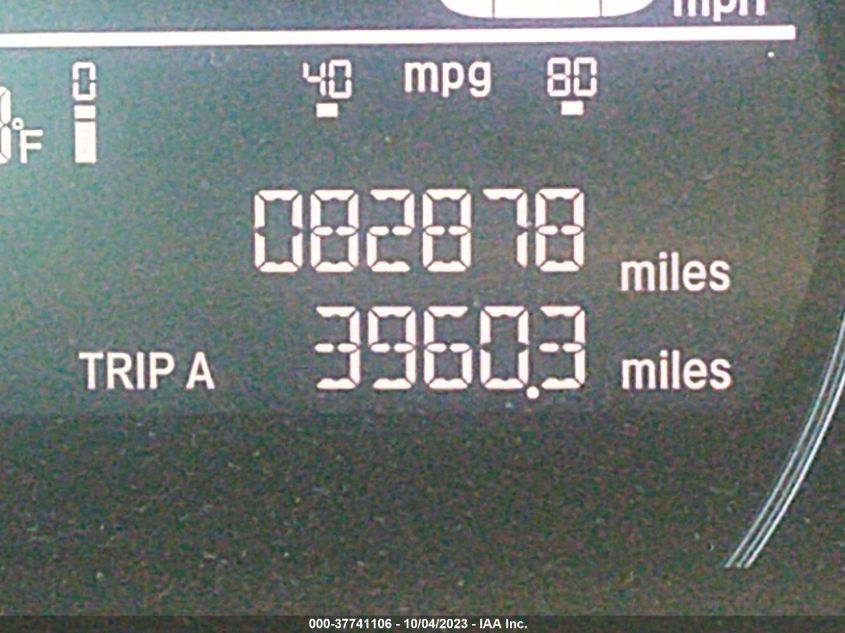 mph
0 40 mpg 80
°F
082878 miles
TRIP A 3960.3 miles
000-37741106 - 10/04/2023 - IAA Inc.